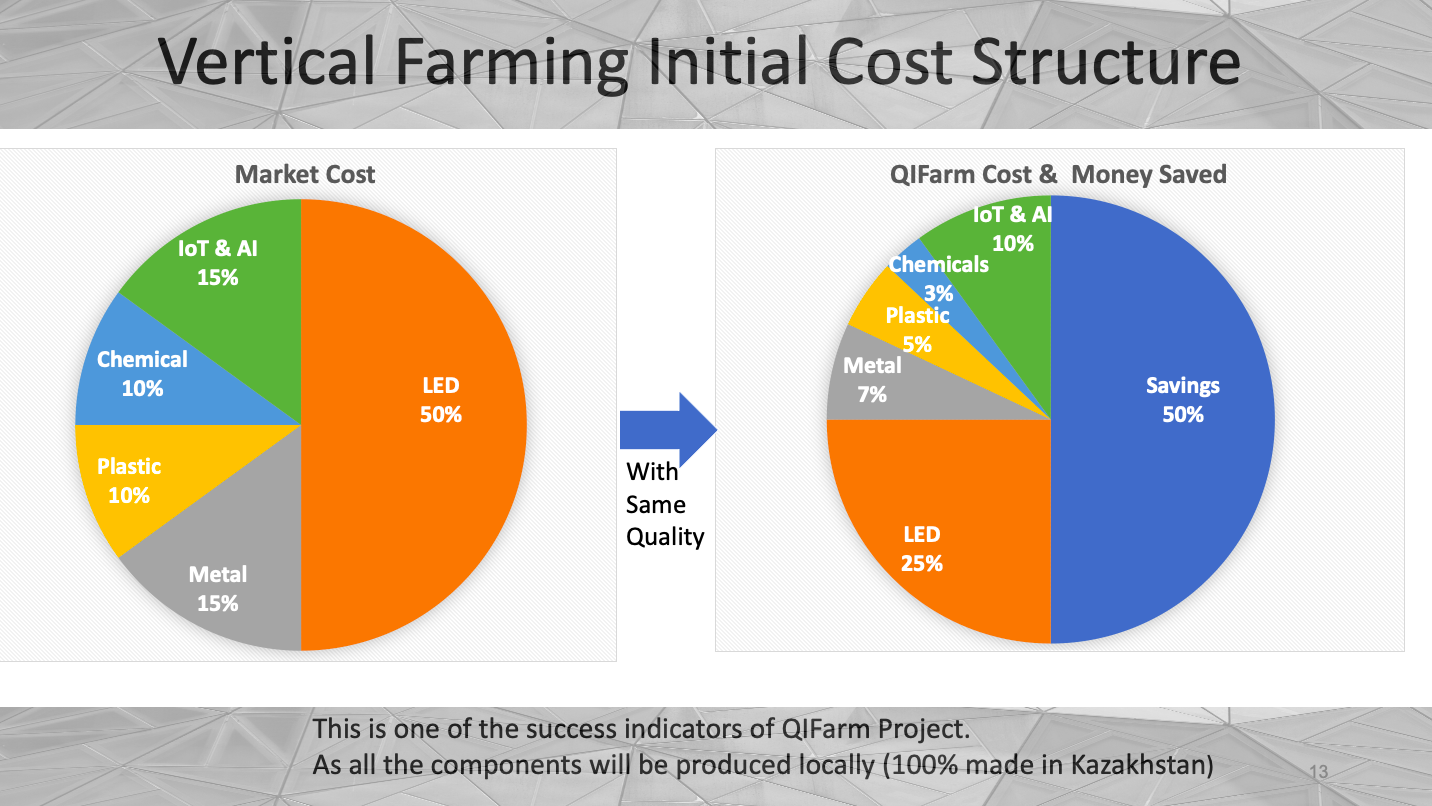 Vertical Farming Initial Cost Structure
Market Cost
IoT & AI
15%
Chemical
10%
LED
50%
Plastic
10%
Metal
15%
With
Same
Quality
QIFarm Cost & Money Saved
IoT & AI
10%
Chemicals
3%
Plastic
5%
Metal
7%
Savings
50%
LED
25%
This is one of the success indicators of QIFarm Project.
As all the components will be produced locally (100% made in Kazakhstan)
13